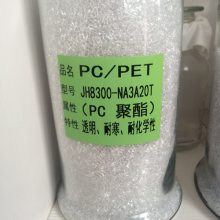 品名 PC/PET
型号 JH8300-NA3A20T
属性（PC 聚酯）
特性 透明、耐寒、耐化学性